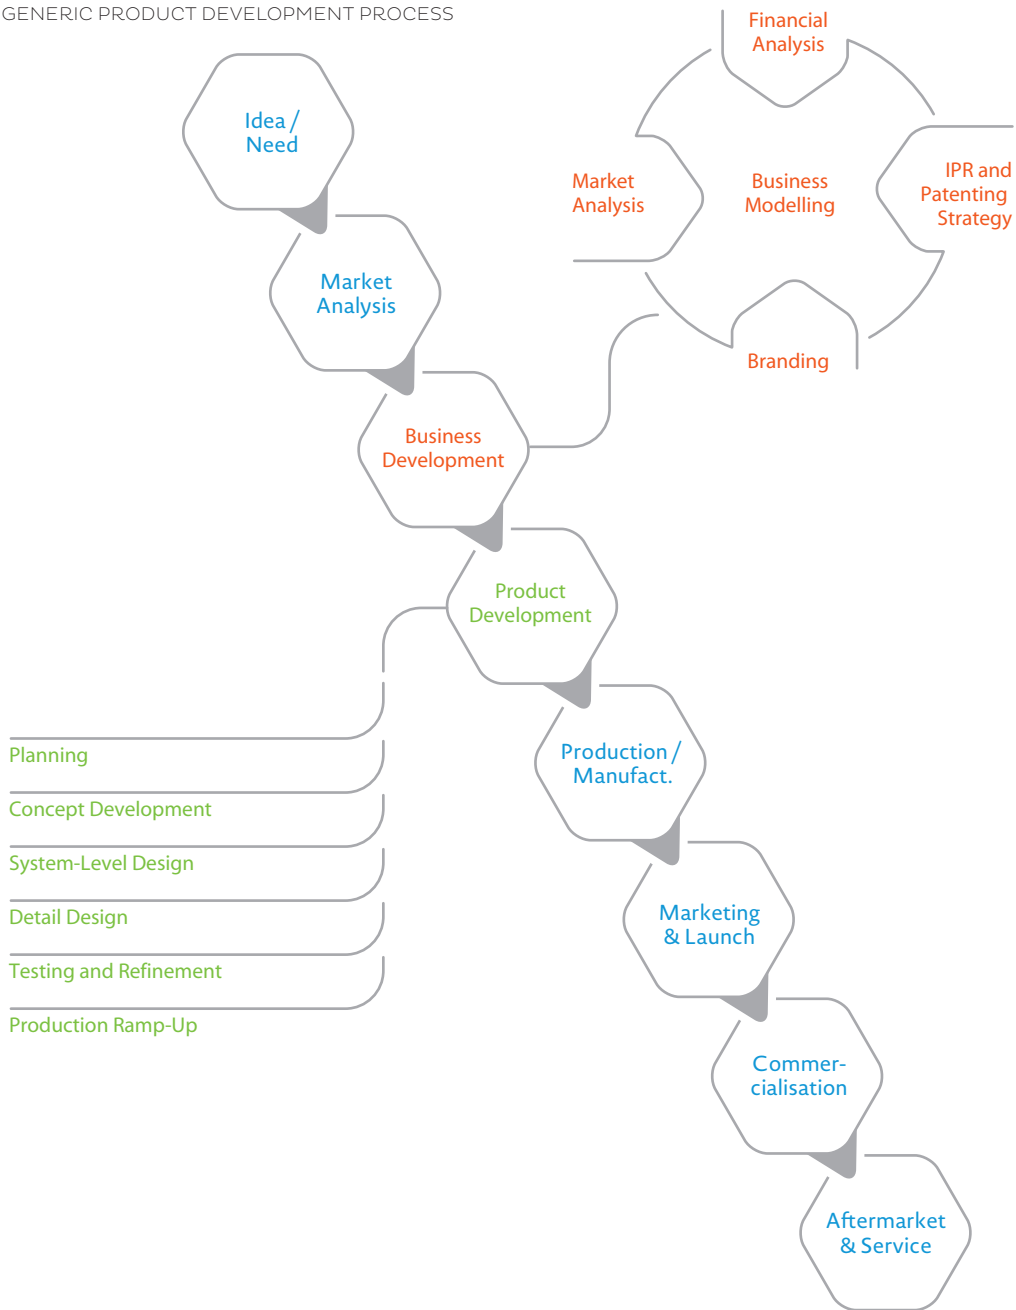 GENERIC PRODUCT DEVELOPMENT PROCESS
Idea /
Need
Market
Analysis
Business
Development
Financial
Analysis
Market
Analysis
Business
Modelling
IPR and
Patenting
Strategy
Branding
Product
Development
Planning
Concept Development
System-Level Design
Detail Design
Testing and Refinement
Production Ramp-Up
Production /
Manufact.
Marketing
& Launch
Commer-
cialisation
Aftermarket
& Service